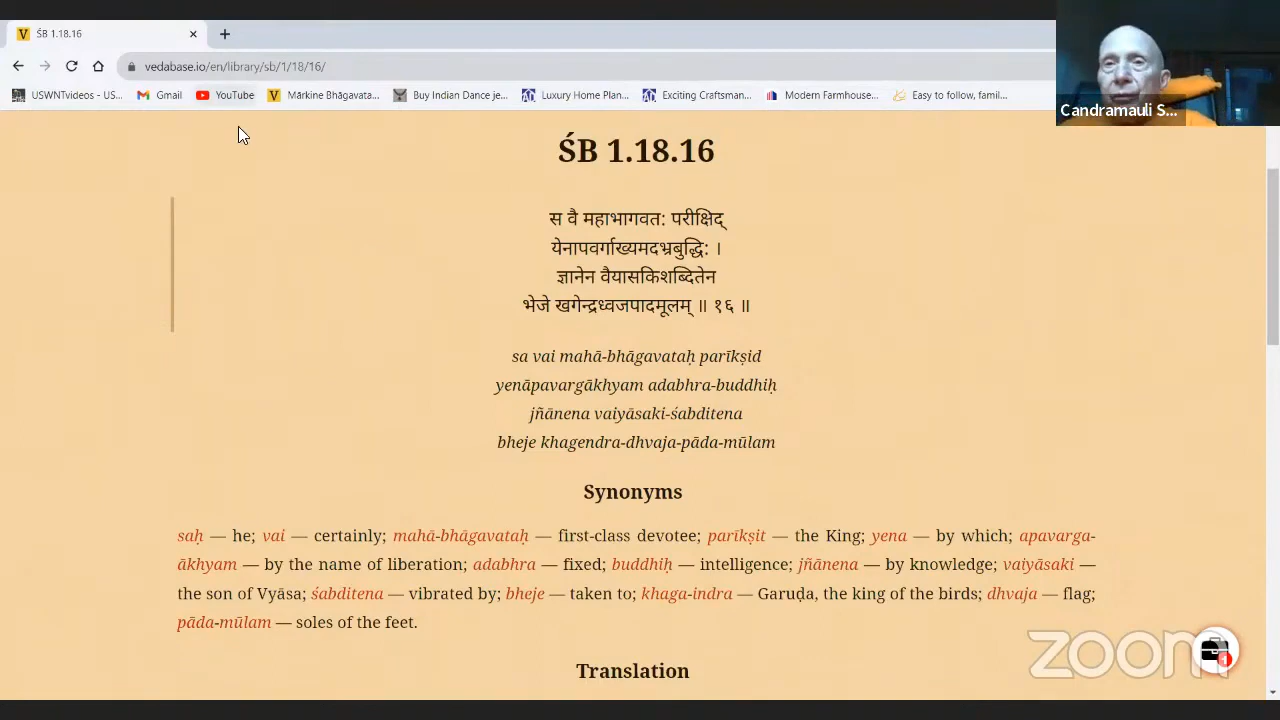 ŚB 1.18.16
vedabase.io/en/library/sb/1/18/16/
USWNTvideos - US...
Gmail
YouTube
Mārkine Bhāgavata...
Buy Indian Dance je...
Luxury Home Plan...
Exciting Craftsman...
Modern Farmhouse...
Easy to follow, famil...
Candramauli S...
ŚB 1.18.16
स वै महाभागवत: परीक्षिद्
येनापवर्गाख्यमदभ्रबुद्धि: ।
ज्ञानेन वैयासकिशब्दितेन
भेजे खगेन्द्रध्वजपादमूलम् ॥ १६ ॥
sa vai mahā-bhāgavataḥ parīkṣid
yenāpavargākhyam adabhra-buddhiḥ
jñānena vaiyāsaki-śabditena
bheje khagendra-dhvaja-pāda-mūlam
Synonyms
saḥ — he; vai — certainly; mahā-bhāgavataḥ — first-class devotee; parīkṣit — the King; yena — by which; apavarga-
ākhyam — by the name of liberation; adabhra — fixed; buddhiḥ — intelligence; jñānena — by knowledge; vaiyāsaki —
the son of Vyāsa; śabditena — vibrated by; bheje — taken to; khaga-indra — Garuḍa, the king of the birds; dhvaja — flag;
pāda-mūlam — soles of the feet.
Translation
zoom
1